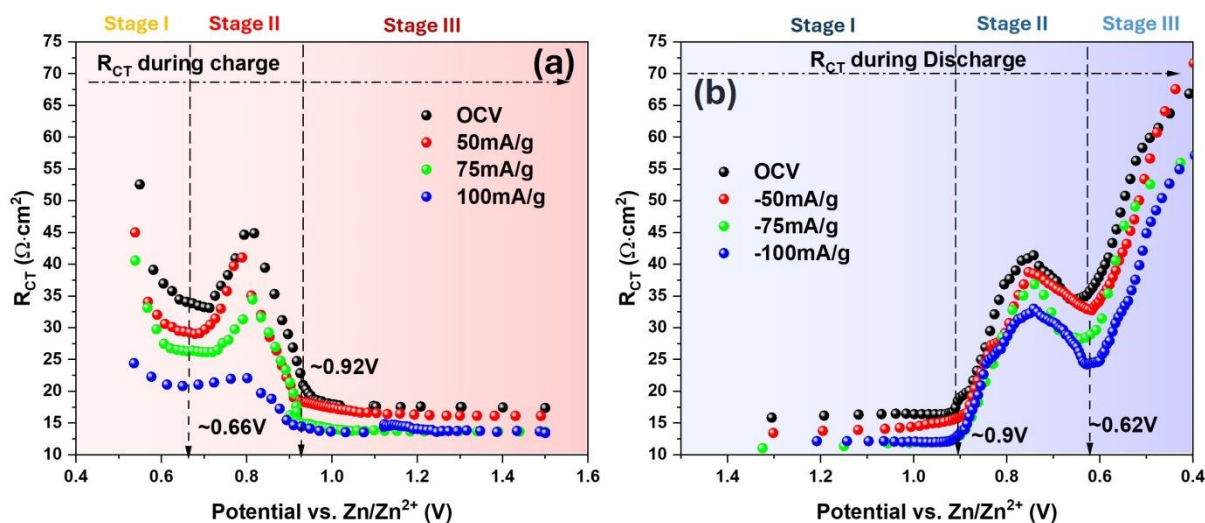 Stage I Stage II Stage III
R_CT during charge
(a)
OCV
50mA/g
75mA/g
100mA/g
~0.92V
~0.66V
75
70
65
60
55
50
45
40
35
30
25
20
15
10
R_CT (Ω·cm²)
0.4 0.6 0.8 1.0 1.2 1.4 1.6
Potential vs. Zn/Zn²⁺ (V)
Stage I Stage II Stage III
R_CT during Discharge
(b)
OCV
-50mA/g
-75mA/g
-100mA/g
~0.9V
~0.62V
75
70
65
60
55
50
45
40
35
30
25
20
15
10
R_CT (Ω·cm²)
1.4 1.2 1.0 0.8 0.6 0.4
Potential vs. Zn/Zn²⁺ (V)